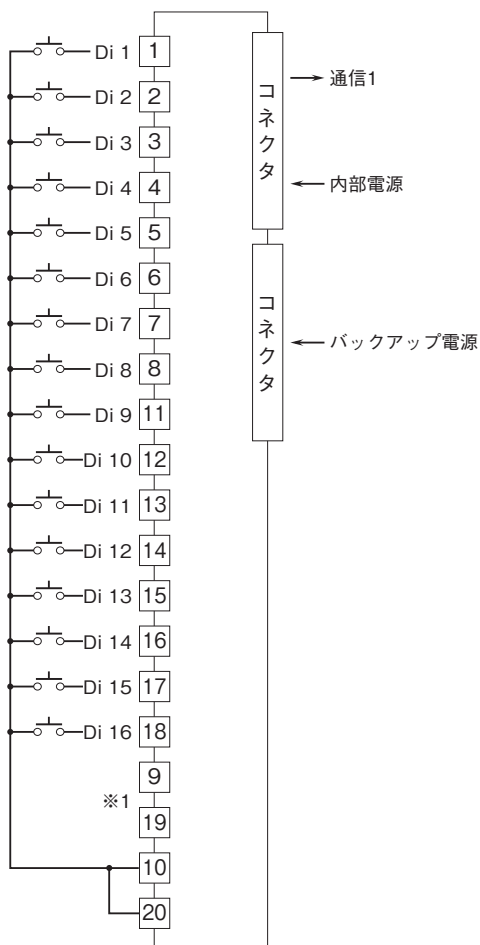 Di 1 1
Di 2 2
Di 3 3
Di 4 4
Di 5 5
Di 6 6
Di 7 7
Di 8 8
Di 9 11
Di 10 12
Di 11 13
Di 12 14
Di 13 15
Di 14 16
Di 15 17
Di 16 18
9
※1
19
10
20
コネクタ
通信1
内部電源
コネクタ
バックアップ電源